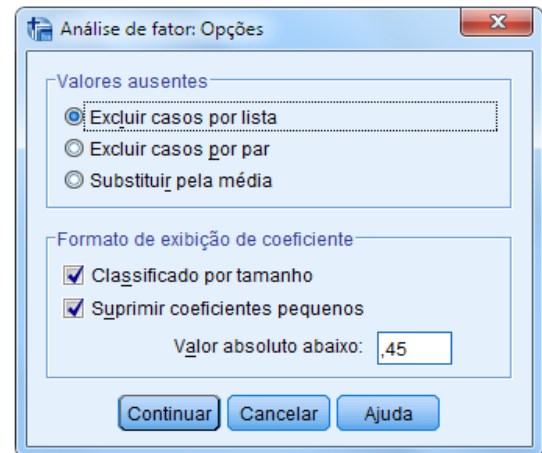 Análise de fator: Opções
Valores ausentes
Excluir casos por lista
Excluir casos por par
Substituir pela média
Formato de exibição de coeficiente
Classificado por tamanho
Suprimir coeficientes pequenos
Valor absoluto abaixo: ,45
Continuar Cancelar Ajuda